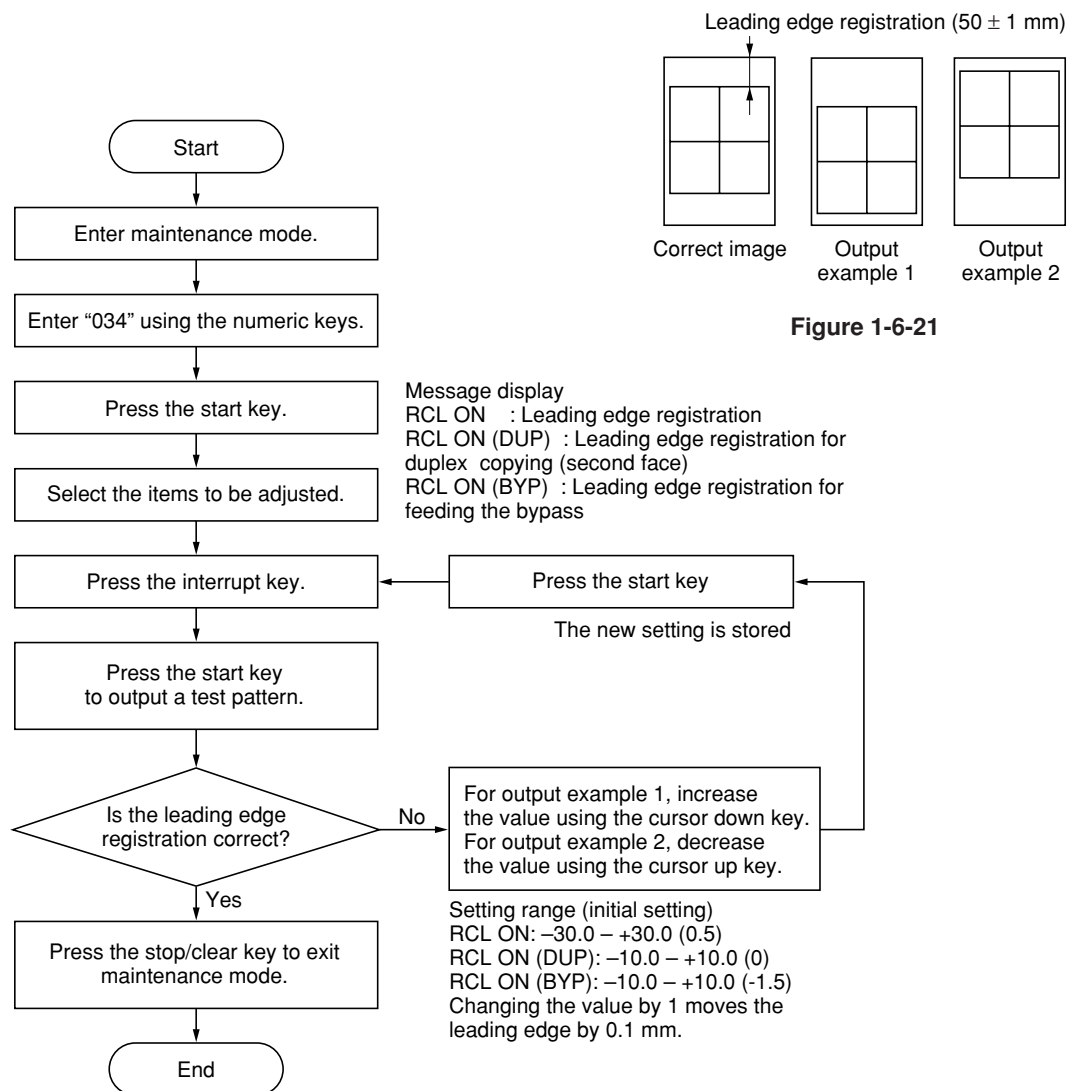 Leading edge registration (50 ± 1 mm)
Correct image
Output
example 1
Output
example 2
Figure 1-6-21
Start
Enter maintenance mode.
Enter “034” using the numeric keys.
Press the start key.
Message display
RCL ON : Leading edge registration
RCL ON (DUP) : Leading edge registration for
duplex copying (second face)
RCL ON (BYP) : Leading edge registration for
feeding the bypass
Select the items to be adjusted.
Press the interrupt key.
Press the start key
The new setting is stored
Press the start key
to output a test pattern.
Is the leading edge
registration correct?
No
For output example 1, increase
the value using the cursor down key.
For output example 2, decrease
the value using the cursor up key.
Setting range (initial setting)
RCL ON: –30.0 – +30.0 (0.5)
RCL ON (DUP): –10.0 – +10.0 (0)
RCL ON (BYP): –10.0 – +10.0 (-1.5)
Changing the value by 1 moves the
leading edge by 0.1 mm.
Yes
Press the stop/clear key to exit
maintenance mode.
End